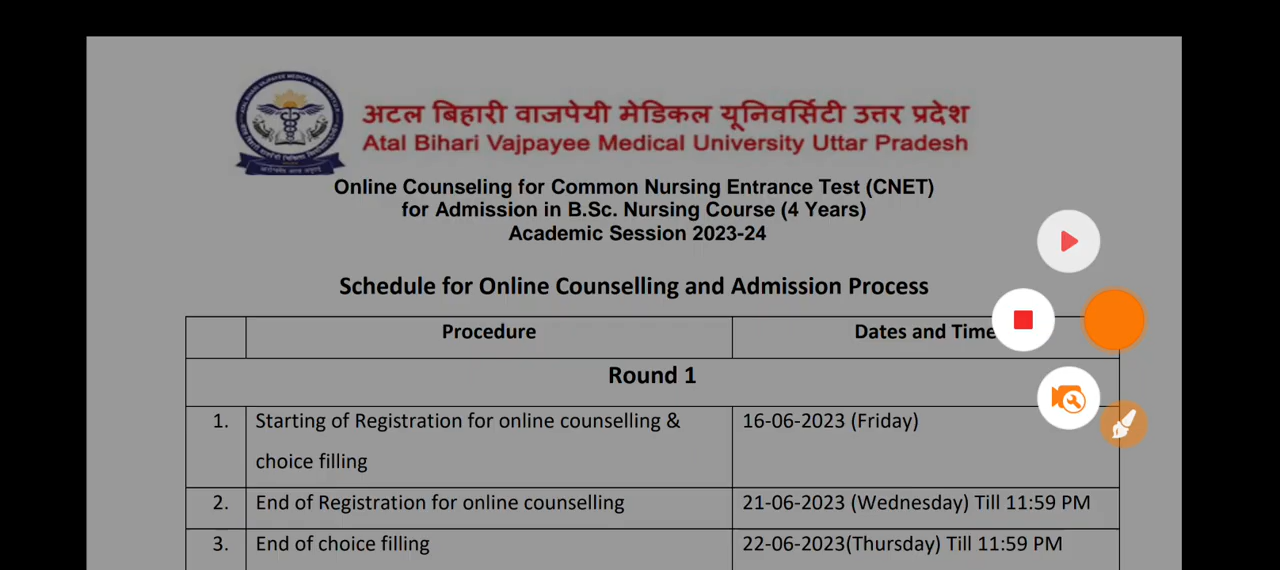 अटल बिहारी वाजपेयी मेडिकल यूनिवर्सिटी उत्तर प्रदेश
Atal Bihari Vajpayee Medical University Uttar Pradesh
Online Counseling for Common Nursing Entrance Test (CNET)
for Admission in B.Sc. Nursing Course (4 Years)
Academic Session 2023-24
Schedule for Online Counselling and Admission Process
Procedure Dates and Time
Round 1
1. Starting of Registration for online counselling & 16-06-2023 (Friday)
choice filling
2. End of Registration for online counselling 21-06-2023 (Wednesday) Till 11:59 PM
3. End of choice filling 22-06-2023(Thursday) Till 11:59 PM